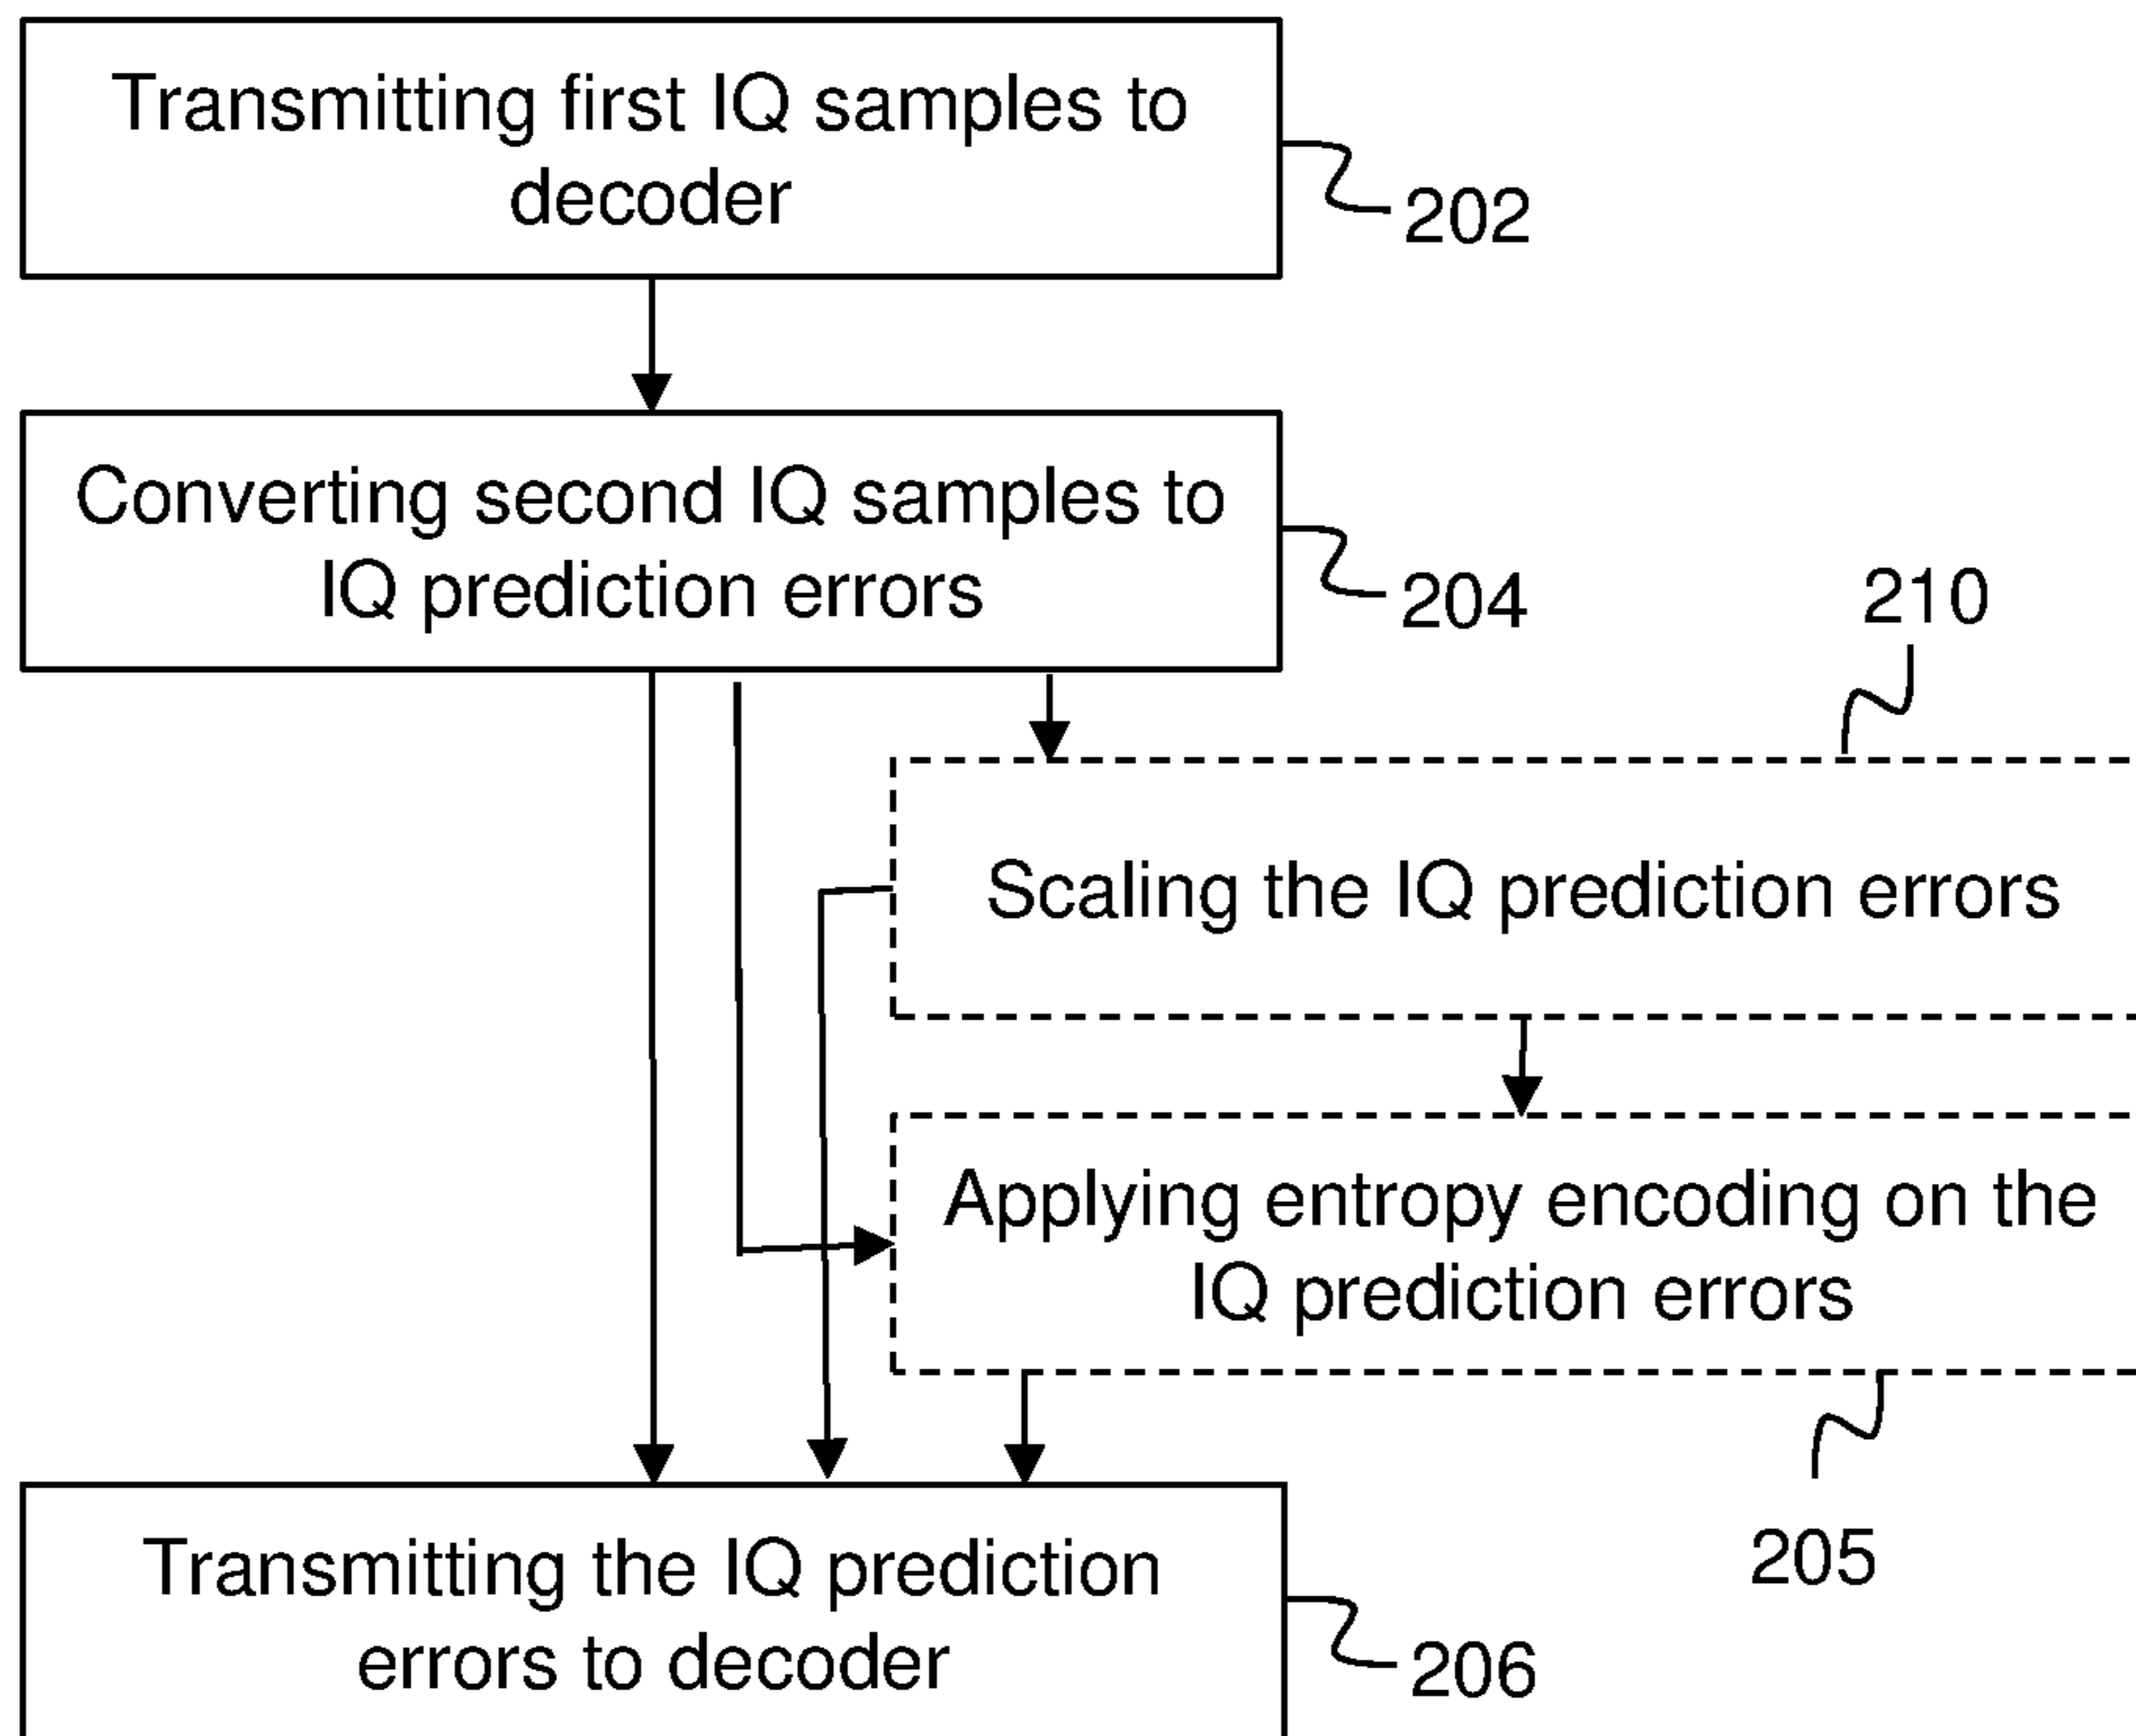 Transmitting first IQ samples to
decoder
202
Converting second IQ samples to
IQ prediction errors
204
210
Scaling the IQ prediction errors
Applying entropy encoding on the
IQ prediction errors
205
Transmitting the IQ prediction
errors to decoder
206